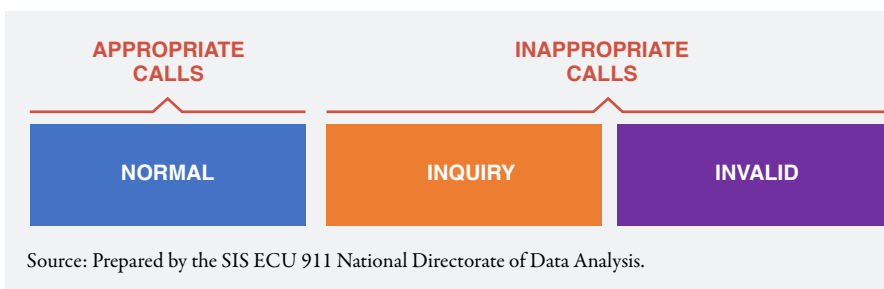 APPROPRIATE
CALLS
INAPPROPRIATE
CALLS
NORMAL
INQUIRY
INVALID
Source: Prepared by the SIS ECU 911 National Directorate of Data Analysis.